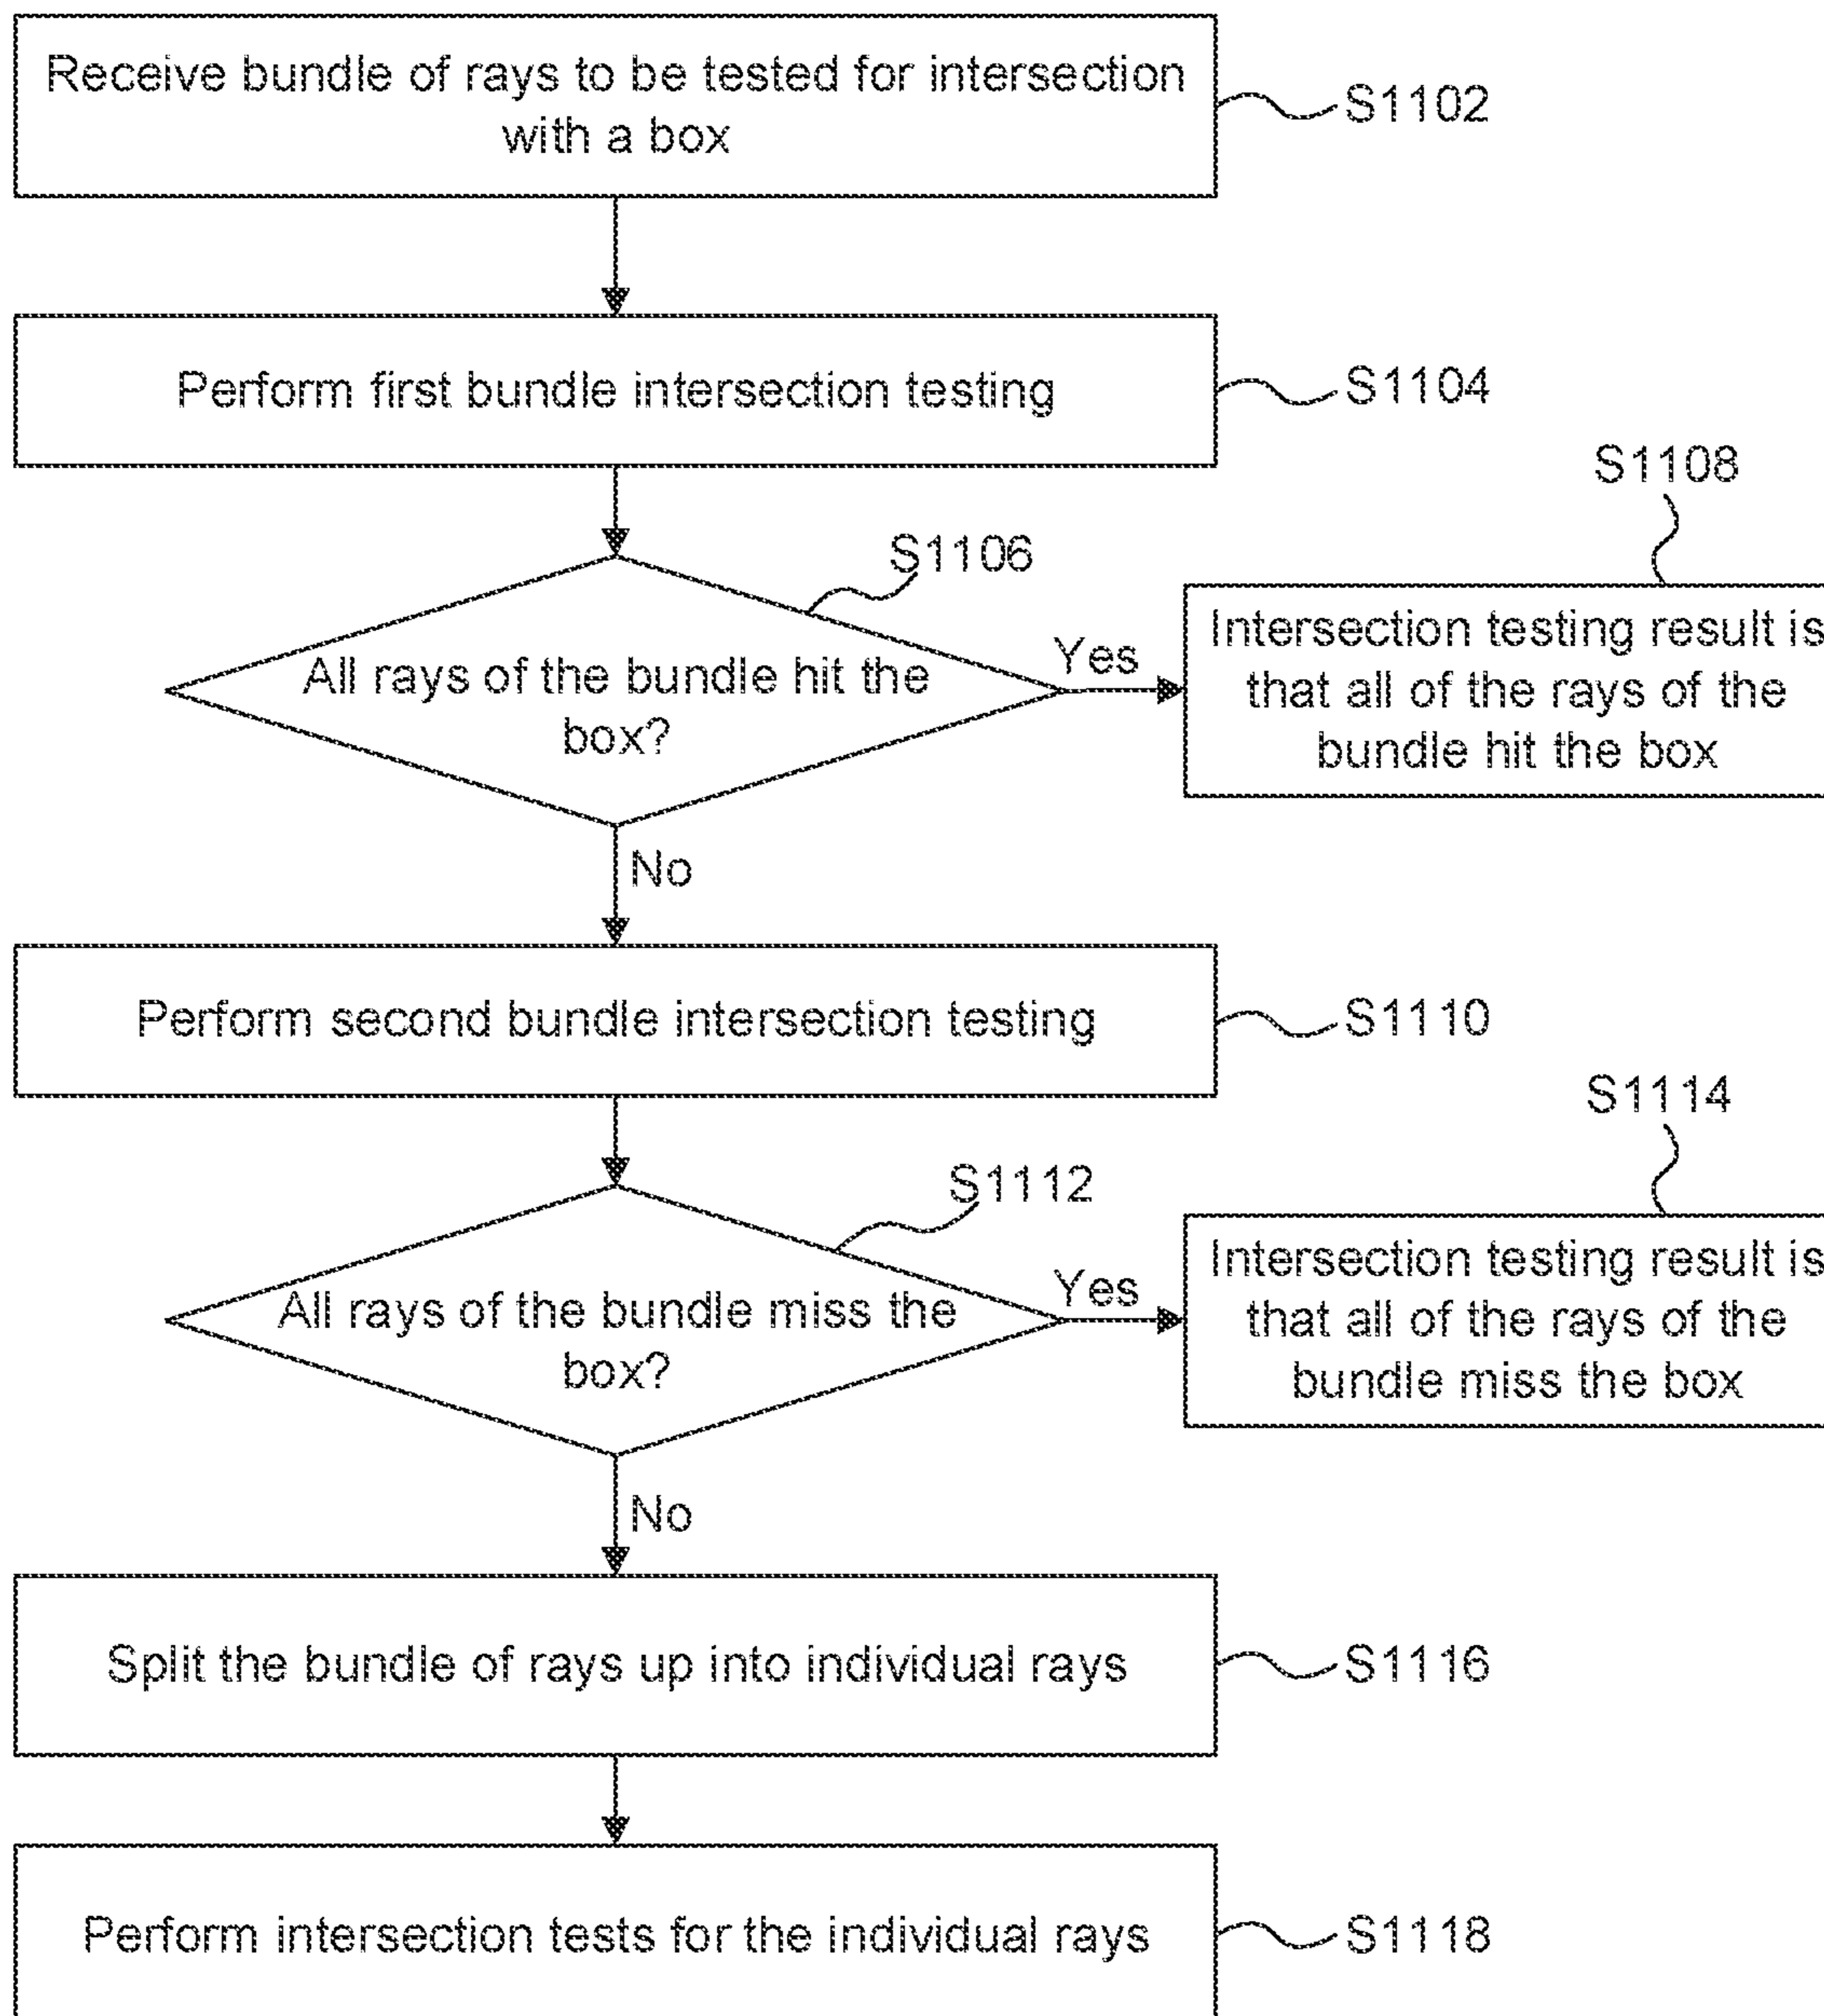 Receive bundle of rays to be tested for intersection
with a box
S1102
Perform first bundle intersection testing
S1104
S1108
S1106
All rays of the bundle hit the
box?
Yes
Intersection testing result is
that all of the rays of the
bundle hit the box
No
Perform second bundle intersection testing
S1110
S1114
S1112
All rays of the bundle miss the
box?
Yes
Intersection testing result is
that all of the rays of the
bundle miss the box
No
Split the bundle of rays up into individual rays
S1116
Perform intersection tests for the individual rays
S1118